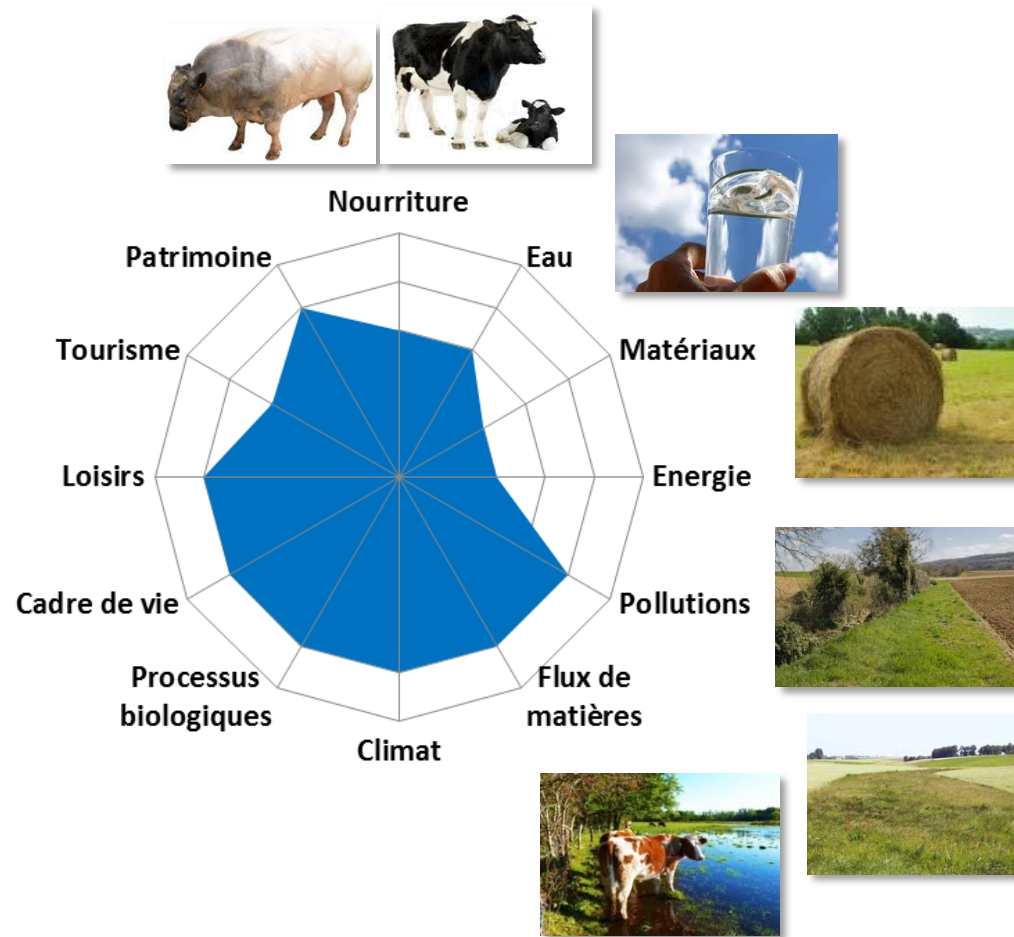 Nourriture
Patrimoine
Eau
Tourisme
Matériaux
Loisirs
Energie
Cadre de vie
Pollutions
Processus
biologiques
Flux de
matières
Climat